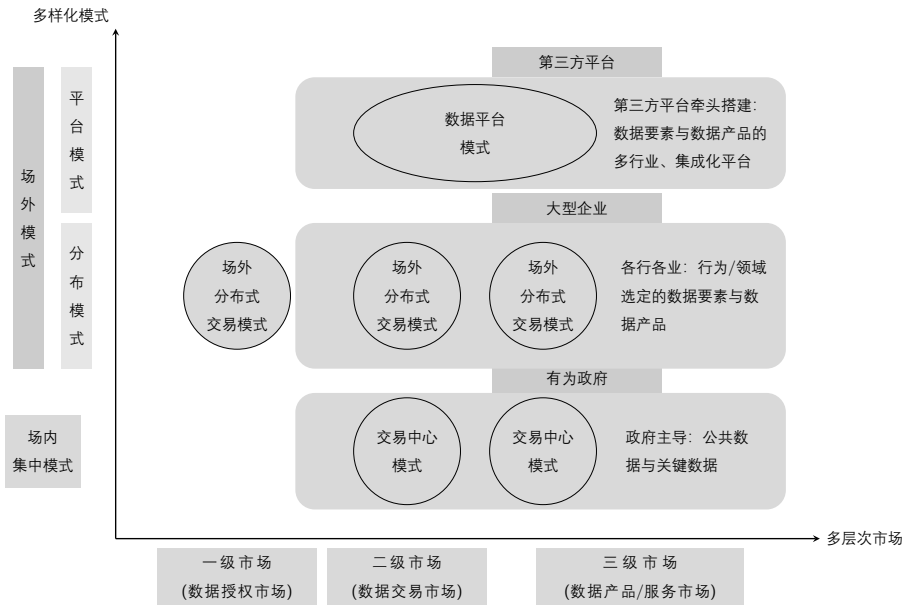 多样化模式
第三方平台
数据平台
模式
第三方平台牵头搭建：
数据要素与数据产品的
多行业、集成化平台
平台模式
场外模式
分布模式
大型企业
场外
分布式
交易模式
场外
分布式
交易模式
场外
分布式
交易模式
各行各业：行为/领域
选定的数据要素与数
据产品
有为政府
场内
集中模式
交易中心
模式
交易中心
模式
政府主导：公共数
据与关键数据
多层次市场
一级市场
(数据授权市场)
二级市场
(数据交易市场)
三级市场
(数据产品/服务市场)